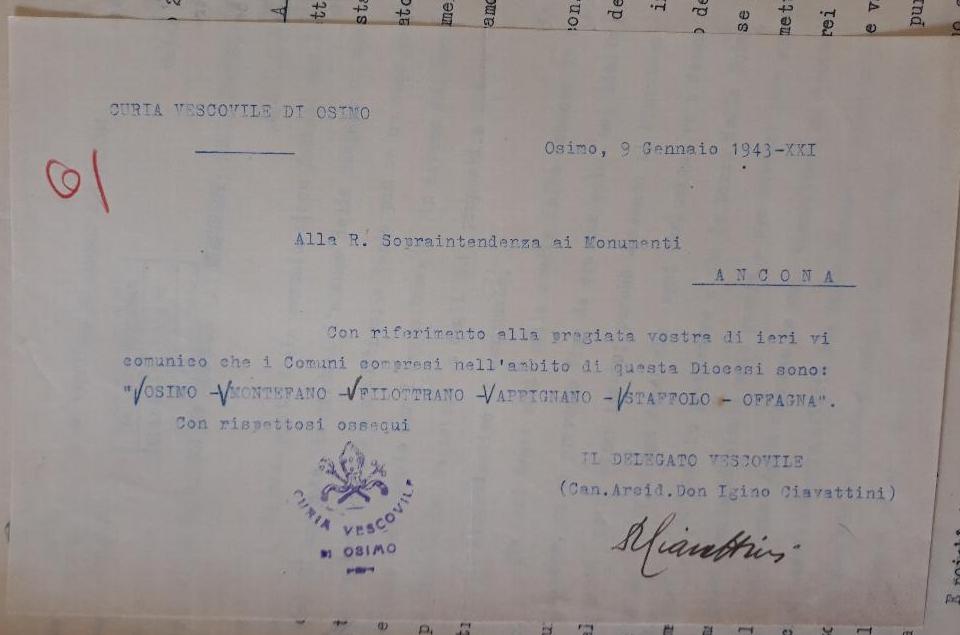 CURIA VESCOVILE DI OSIMO
Osimo, 9 Gennaio 1943-XXI
61
Alla R. Sopraintendenza ai Monumenti
ANCONA
Con riferimento alla pregiata vostra di ieri vi
comunico che i Comuni compresi nell'ambito di questa Diocesi sono:
"OSIMO - MONTEFANO - FILOTTRANO - APPIGNANO - STAFFOLO - OFFAGNA".
Con rispettosi ossequi
IL DELEGATO VESCOVILE
(Can.Arcid.Don Igino Ciavattini)
CURIA VESCOVILE
DI OSIMO